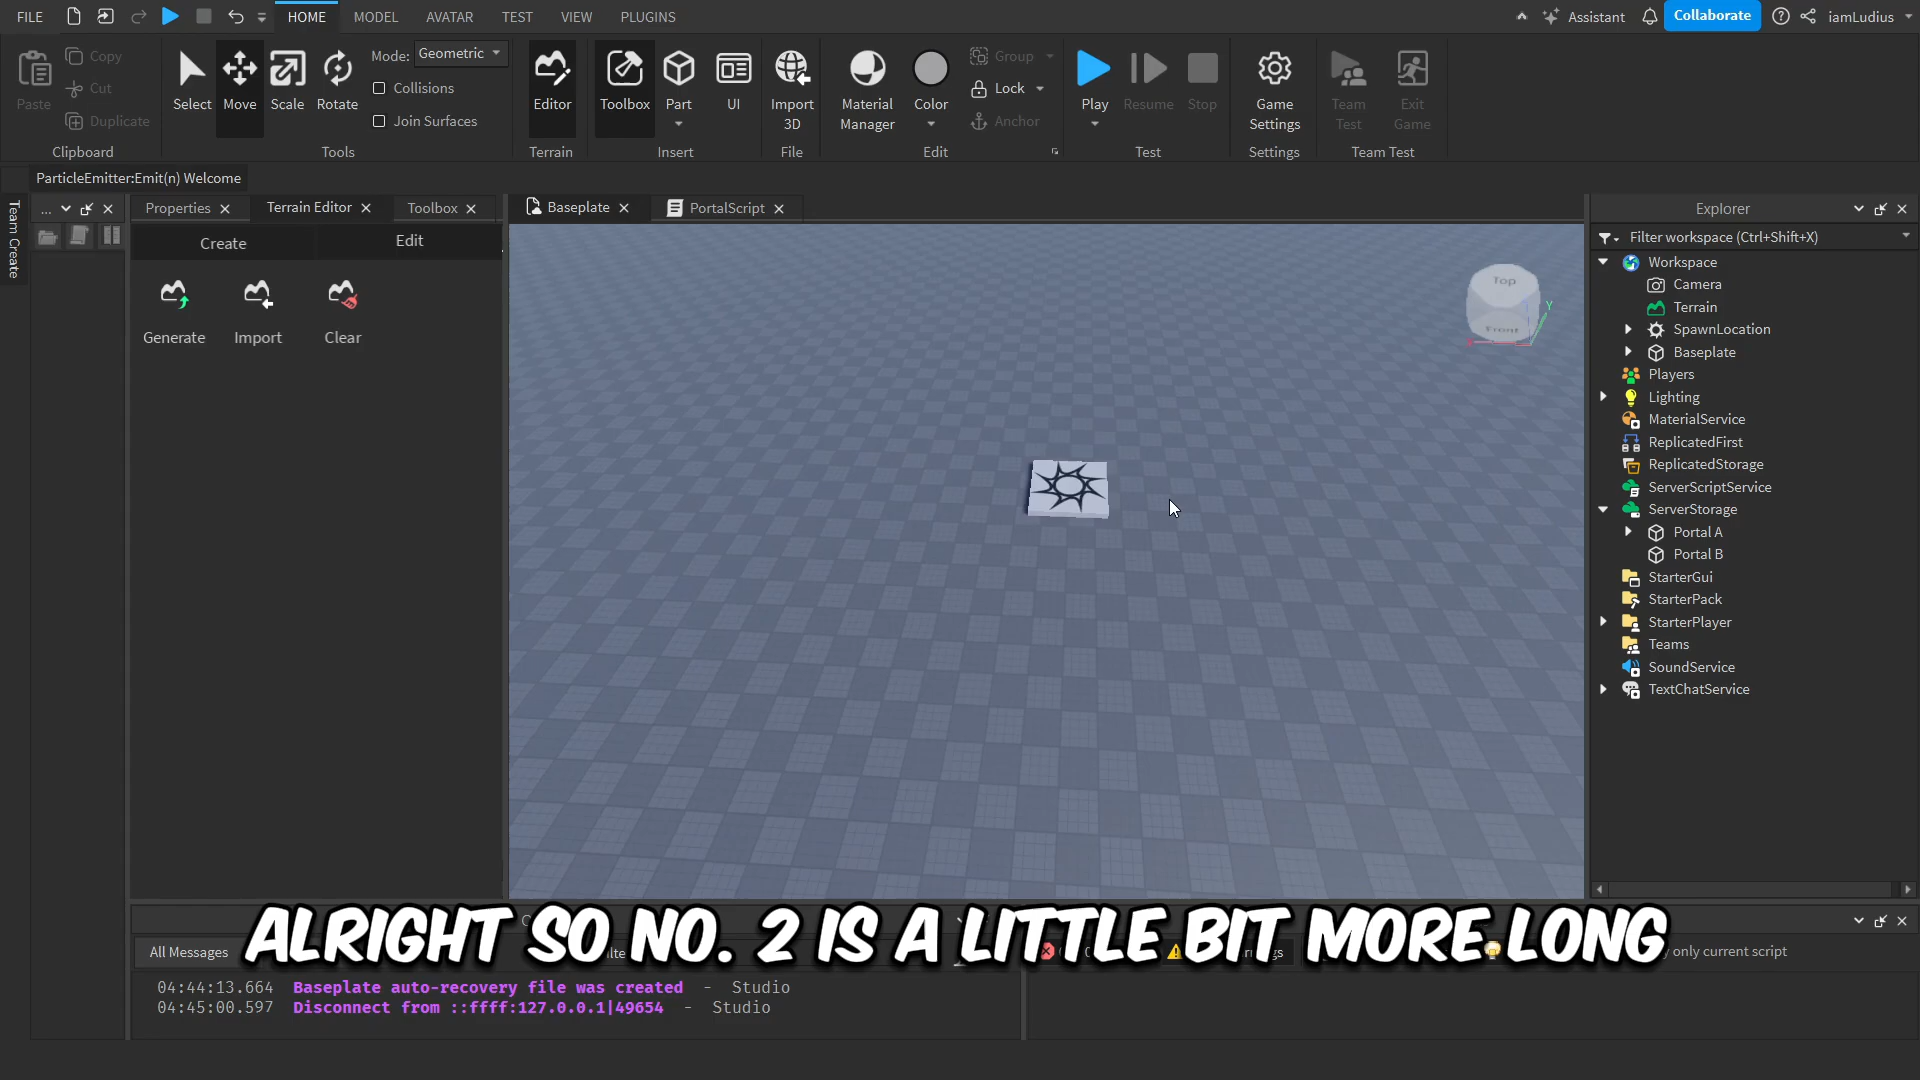 FILE
HOME
MODEL
AVATAR
TEST
VIEW
PLUGINS
Assistant
Collaborate
iamLudius
Paste
Copy
Cut
Duplicate
Clipboard
Select
Move
Scale
Rotate
Mode: Geometric
Collisions
Join Surfaces
Tools
Editor
Terrain
Toolbox
Part
UI
Insert
Import
3D
File
Material
Manager
Color
Group
Lock
Anchor
Edit
Play
Resume
Stop
Test
Game
Settings
Settings
Team
Test
Exit
Game
Team Test
ParticleEmitter:Emit(n) Welcome
Team Create
...
Properties
Terrain Editor
Toolbox
Create
Edit
Generate
Import
Clear
Baseplate
PortalScript
Top
Front
Y
Explorer
Filter workspace (Ctrl+Shift+X)
Workspace
Camera
Terrain
SpawnLocation
Baseplate
Players
Lighting
MaterialService
ReplicatedFirst
ReplicatedStorage
ServerScriptService
ServerStorage
Portal A
Portal B
StarterGui
StarterPack
StarterPlayer
Teams
SoundService
TextChatService
ALRIGHT SO NO. 2 IS A LITTLE BIT MORE LONG
All Messages
only current script
04:44:13.664 Baseplate auto-recovery file was created - Studio
04:45:00.597 Disconnect from ::ffff:127.0.0.1|49654 - Studio